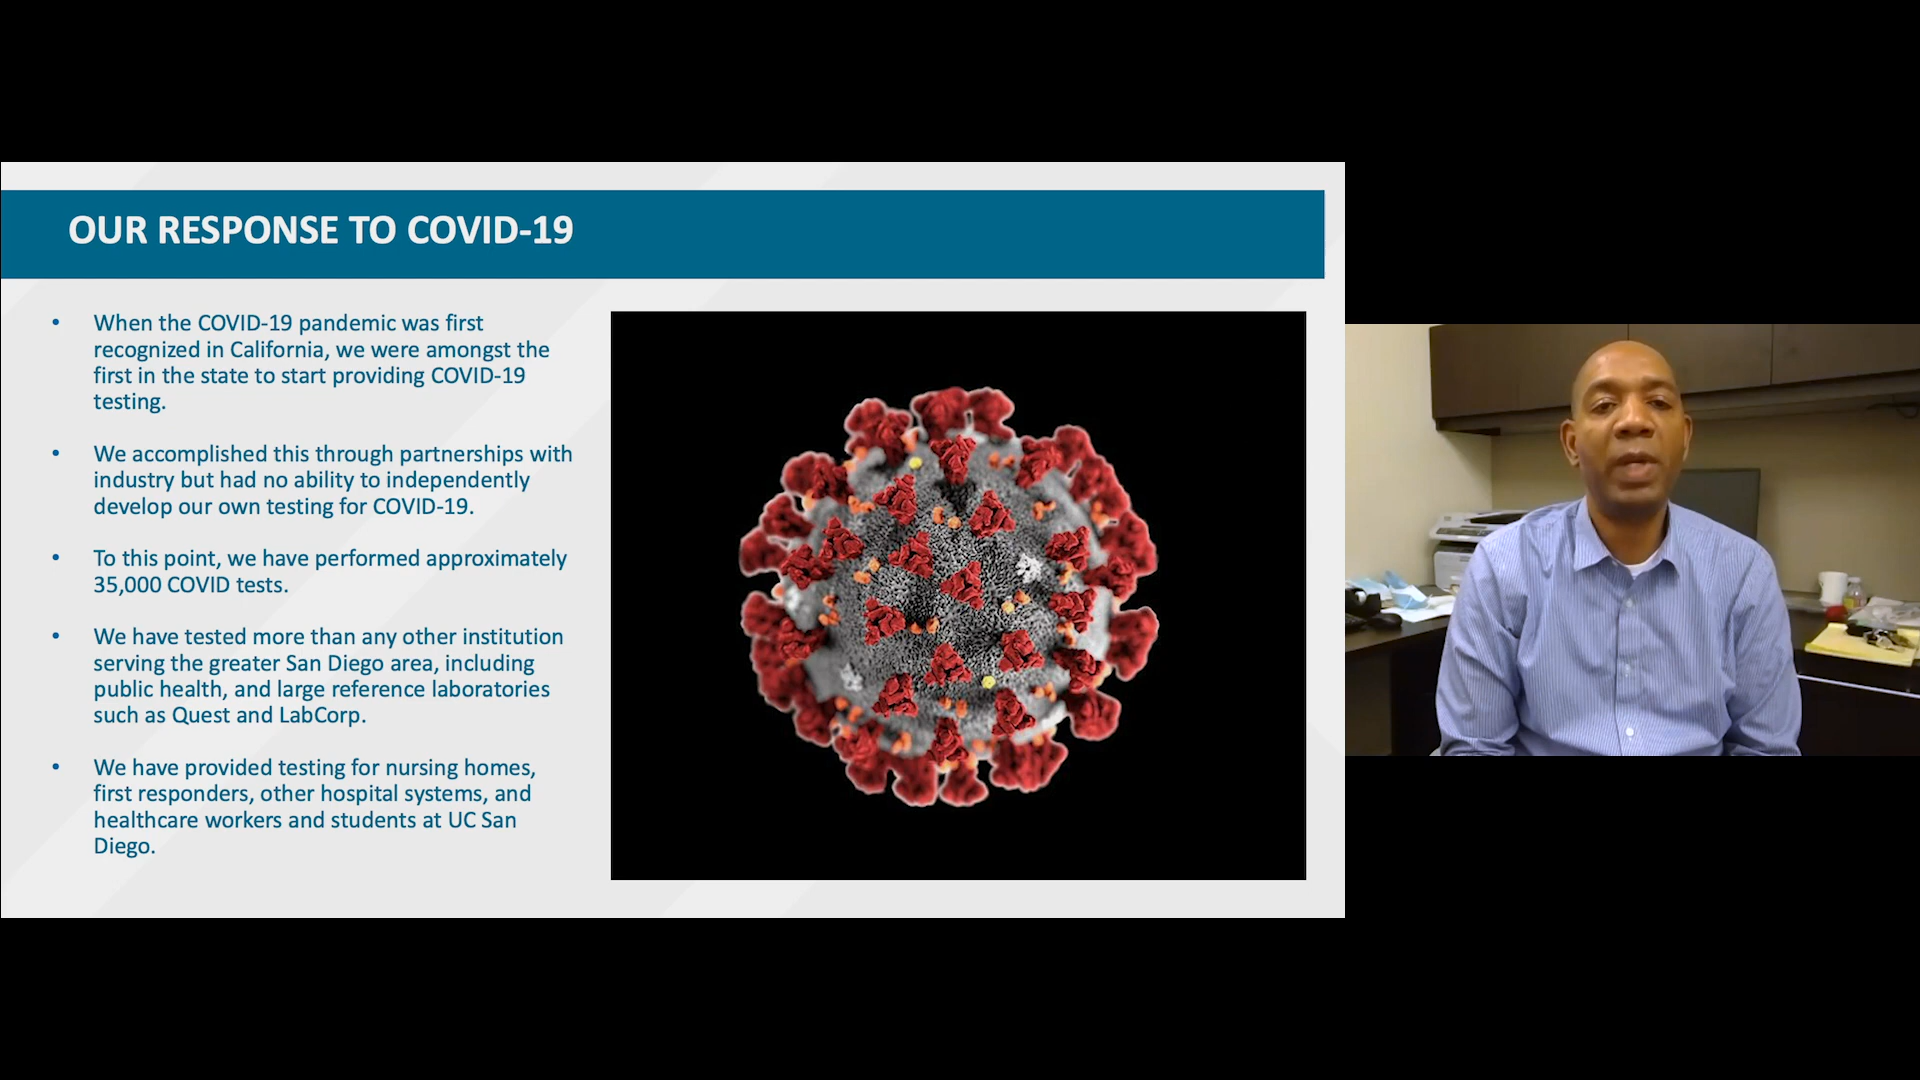 OUR RESPONSE TO COVID-19
• When the COVID-19 pandemic was first
recognized in California, we were amongst the
first in the state to start providing COVID-19
testing.
• We accomplished this through partnerships with
industry but had no ability to independently
develop our own testing for COVID-19.
• To this point, we have performed approximately
35,000 COVID tests.
• We have tested more than any other institution
serving the greater San Diego area, including
public health, and large reference laboratories
such as Quest and LabCorp.
• We have provided testing for nursing homes,
first responders, other hospital systems, and
healthcare workers and students at UC San
Diego.